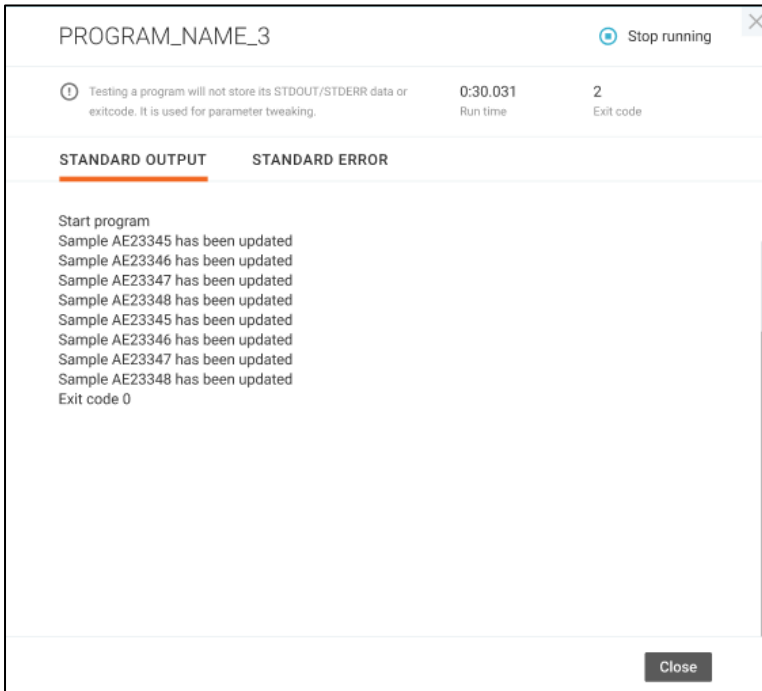 PROGRAM_NAME_3
Stop running
Testing a program will not store its STDOUT/STDERR data or
exitcode. It is used for parameter tweaking.
0:30.031
Run time
2
Exit code
STANDARD OUTPUT
STANDARD ERROR
Start program
Sample AE23345 has been updated
Sample AE23346 has been updated
Sample AE23347 has been updated
Sample AE23348 has been updated
Sample AE23345 has been updated
Sample AE23346 has been updated
Sample AE23347 has been updated
Sample AE23348 has been updated
Exit code 0
Close